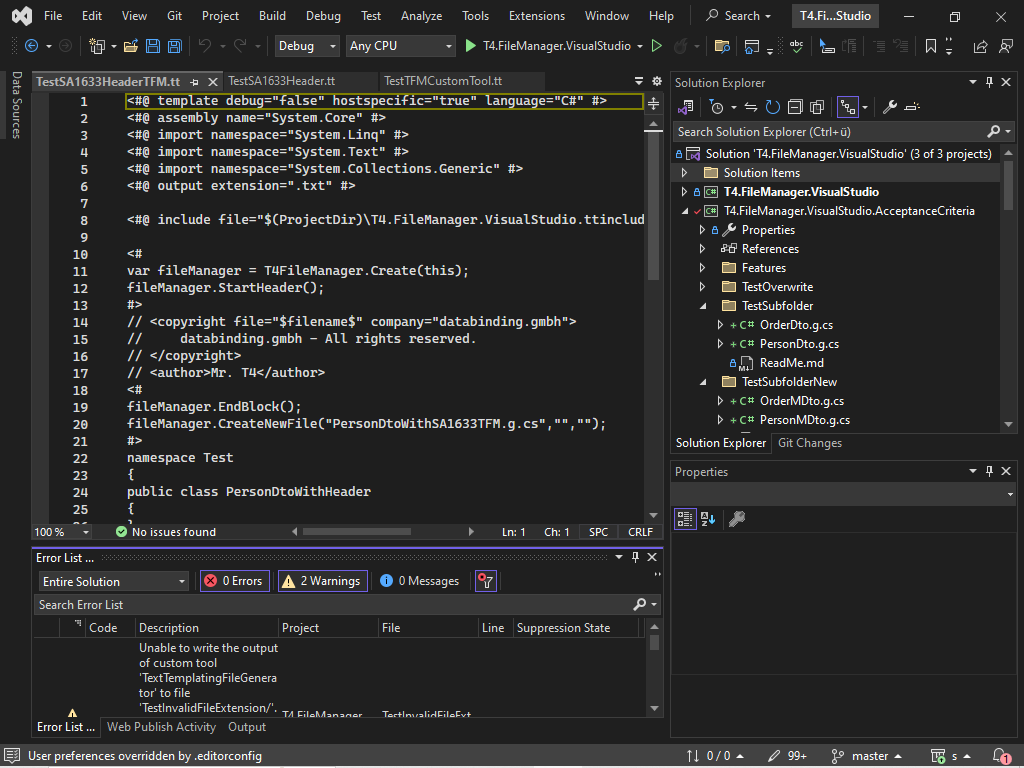 File Edit View Git Project Build Debug Test Analyze Tools Extensions Window Help Search T4.Fi...Studio
Debug Any CPU T4.FileManager.VisualStudio
Data Sources
TestSA1633HeaderTFM.tt TestSA1633Header.tt TestTFMCustomTool.tt
1 <#@ template debug="false" hostspecific="true" language="C#" #>
2 <#@ assembly name="System.Core" #>
3 <#@ import namespace="System.Linq" #>
4 <#@ import namespace="System.Text" #>
5 <#@ import namespace="System.Collections.Generic" #>
6 <#@ output extension=".txt" #>
7
8 <#@ include file="$(ProjectDir)\T4.FileManager.VisualStudio.ttinclud
9
10 <#
11 var fileManager = T4FileManager.Create(this);
12 fileManager.StartHeader();
13 #>
14 // <copyright file="$filename$" company="databinding.gmbh">
15 //     databinding.gmbh - All rights reserved.
16 // </copyright>
17 // <author>Mr. T4</author>
18 <#
19 fileManager.EndBlock();
20 fileManager.CreateNewFile("PersonDtoWithSA1633TFM.g.cs","","");
21 #>
22 namespace Test
23 {
24 public class PersonDtoWithHeader
25 {
100 % No issues found Ln: 1 Ch: 1 SPC CRLF
Error List ...
Entire Solution 0 Errors 2 Warnings 0 Messages
Search Error List
Code Description Project File Line Suppression State
Unable to write the output
of custom tool
'TextTemplatingFileGenera
tor' to file
'TestInvalidFileExtension/'.
T4.FileManager. TestInvalidFileExt
Error List ... Web Publish Activity Output
Solution Explorer
Search Solution Explorer (Ctrl+ü)
Solution 'T4.FileManager.VisualStudio' (3 of 3 projects)
Solution Items
C# T4.FileManager.VisualStudio
C# T4.FileManager.VisualStudio.AcceptanceCriteria
Properties
References
Features
TestOverwrite
TestSubfolder
+ C# OrderDto.g.cs
+ C# PersonDto.g.cs
ReadMe.md
TestSubfolderNew
+ C# OrderMDto.g.cs
+ C# PersonMDto.g.cs
Solution Explorer Git Changes
Properties
User preferences overridden by .editorconfig 0 / 0 99+ master s 1